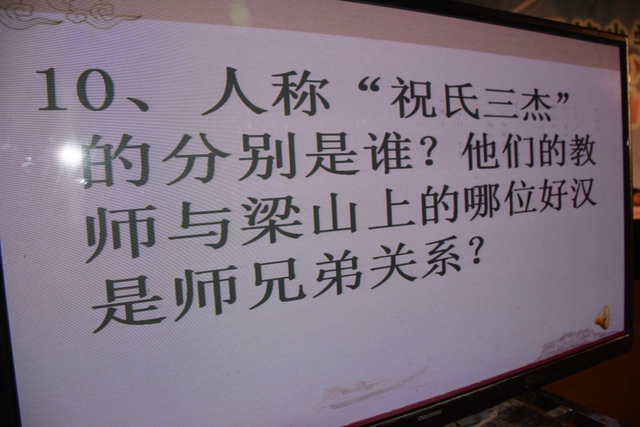 10、人称“祝氏三杰”
的分别是谁？他们的教
师与梁山上的哪位好汉
是师兄弟关系？